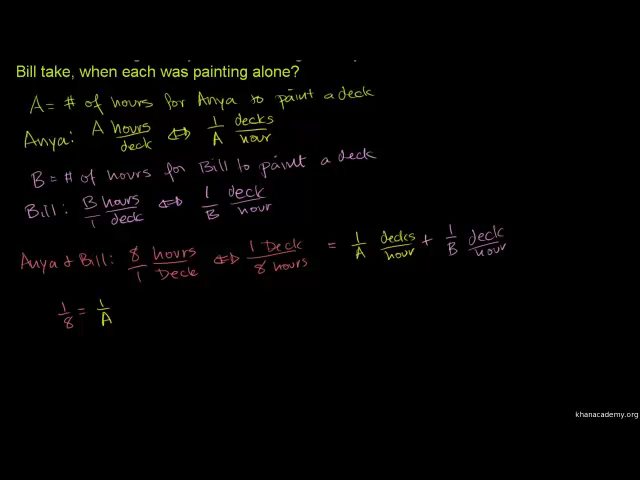 Bill take, when each was painting alone?
A = # of hours for Anya to paint a deck
Anya: A hours/deck ⇔ 1/A decks/hour
B = # of hours for Bill to paint a deck
Bill: B/1 hours/deck ⇔ 1/B deck/hour
Anya & Bill: 8/1 hours/Deck ⇔ 1 Deck/8 hours = 1/A decks/hour + 1/B deck/hour
1/8 = 1/A
khanacademy.org